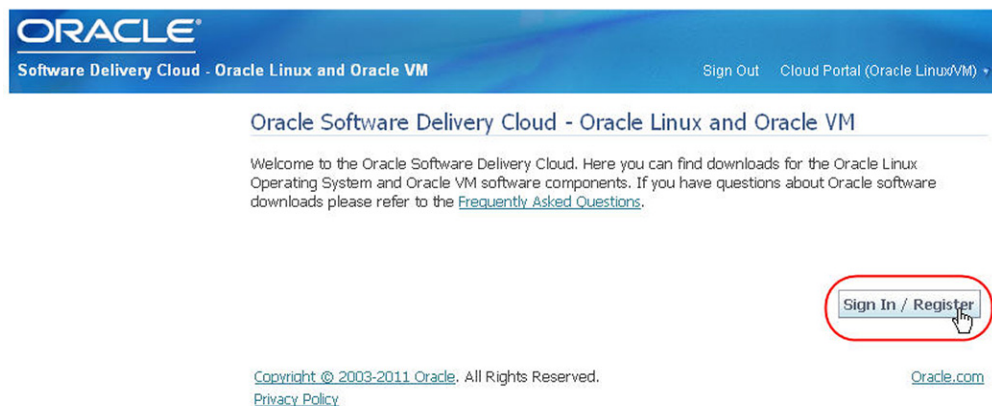 ORACLE®
Software Delivery Cloud - Oracle Linux and Oracle VM
Sign Out Cloud Portal (Oracle Linux/VM)
Oracle Software Delivery Cloud - Oracle Linux and Oracle VM
Welcome to the Oracle Software Delivery Cloud. Here you can find downloads for the Oracle Linux
Operating System and Oracle VM software components. If you have questions about Oracle software
downloads please refer to the Frequently Asked Questions.
Sign In / Register
Copyright © 2003-2011 Oracle. All Rights Reserved.
Oracle.com
Privacy Policy